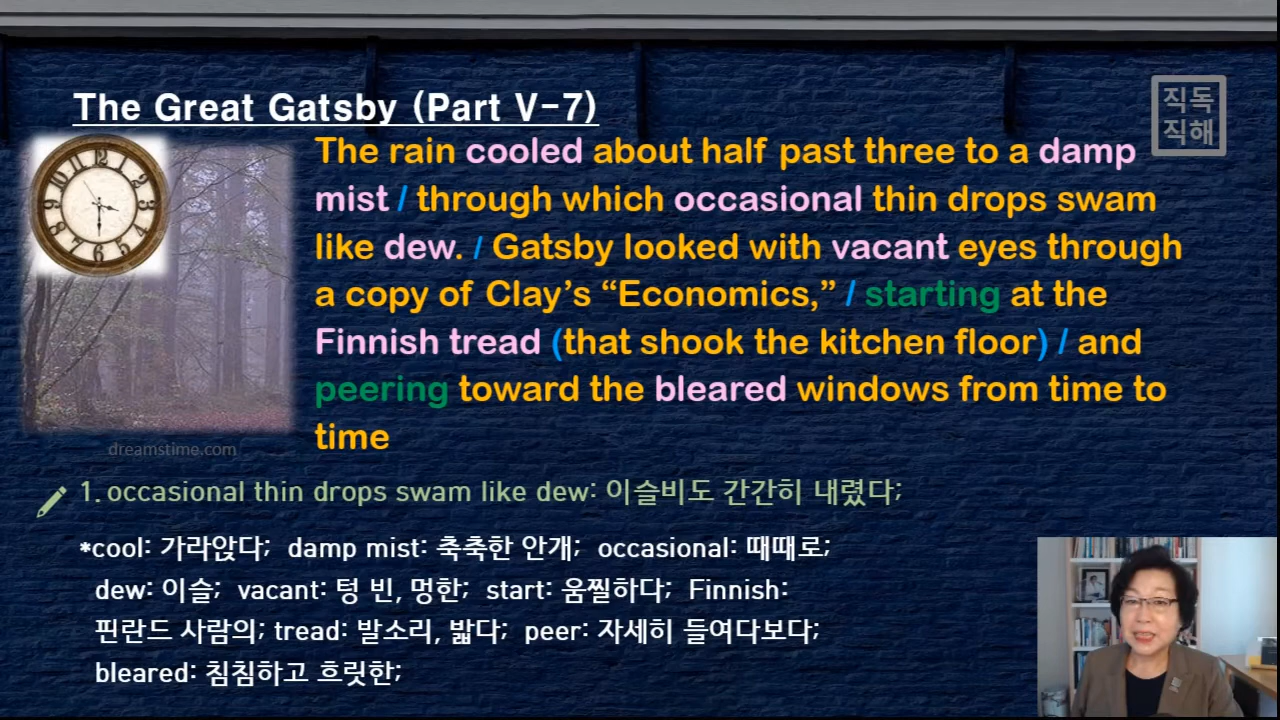 The Great Gatsby (Part V-7)
직독
직해
The rain cooled about half past three to a damp
mist / through which occasional thin drops swam
like dew. / Gatsby looked with vacant eyes through
a copy of Clay’s “Economics,” / starting at the
Finnish tread (that shook the kitchen floor) / and
peering toward the bleared windows from time to
time
dreamstime.com
1. occasional thin drops swam like dew: 이슬비도 간간히 내렸다;
*cool: 가라앉다; damp mist: 축축한 안개; occasional: 때때로;
dew: 이슬; vacant: 텅 빈, 멍한; start: 움찔하다; Finnish:
핀란드 사람의; tread: 발소리, 밟다; peer: 자세히 들여다보다;
bleared: 침침하고 흐릿한;